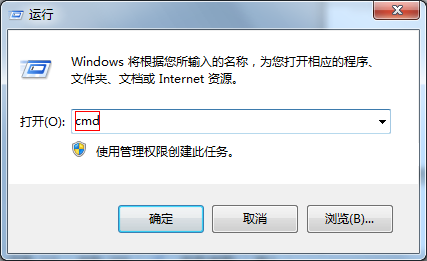 运行
Windows 将根据您所输入的名称，为您打开相应的程序、
文件夹、文档或 Internet 资源。
打开(O): cmd
使用管理权限创建此任务。
确定 取消 浏览(B)...